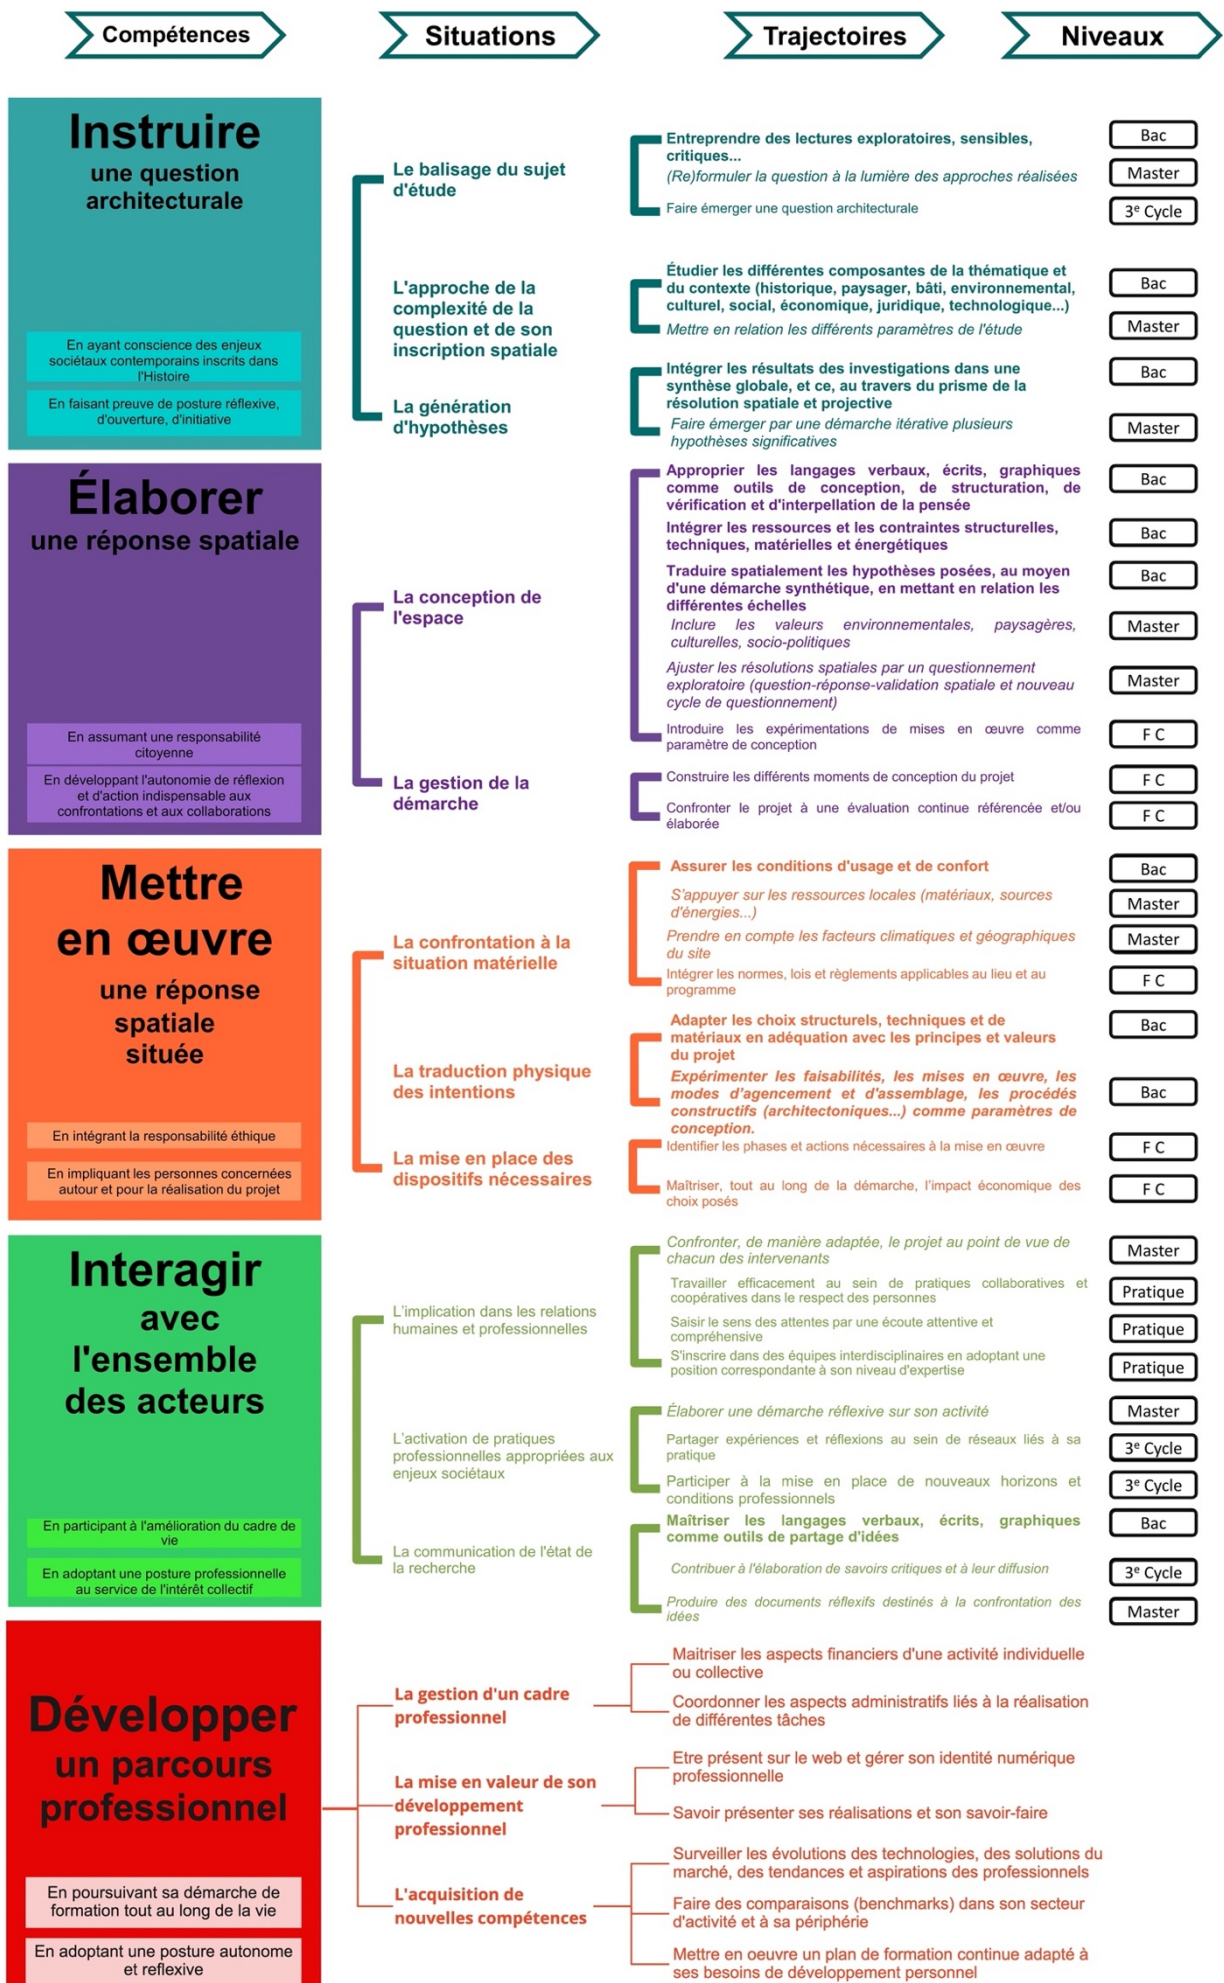 Compétences
Situations
Trajectoires
Niveaux
Instruire
une question
architecturale
En ayant conscience des enjeux
sociétaux contemporains inscrits dans
l'Histoire
En faisant preuve de posture réflexive,
d'ouverture, d'initiative
Le balisage du sujet
d'étude
Entreprendre des lectures exploratoires, sensibles,
critiques...
Bac
(Re)formuler la question à la lumière des approches réalisées
Master
Faire émerger une question architecturale
3e Cycle
L'approche de la
complexité de la
question et de son
inscription spatiale
Étudier les différentes composantes de la thématique et
du contexte (historique, paysager, bâti, environnemental,
culturel, social, économique, juridique, technologique...)
Bac
Mettre en relation les différents paramètres de l'étude
Master
La génération
d'hypothèses
Intégrer les résultats des investigations dans une
synthèse globale, et ce, au travers du prisme de la
résolution spatiale et projective
Bac
Faire émerger par une démarche itérative plusieurs
hypothèses significatives
Master
Élaborer
une réponse spatiale
En assumant une responsabilité
citoyenne
En développant l'autonomie de réflexion
et d'action indispensable aux
confrontations et aux collaborations
La conception de
l'espace
Approprier les langages verbaux, écrits, graphiques
comme outils de conception, de structuration, de
vérification et d'interpellation de la pensée
Bac
Intégrer les ressources et les contraintes structurelles,
techniques, matérielles et énergétiques
Bac
Traduire spatialement les hypothèses posées, au moyen
d'une démarche synthétique, en mettant en relation les
différentes échelles
Bac
Inclure les valeurs environnementales, paysagères,
culturelles, socio-politiques
Master
Ajuster les résolutions spatiales par un questionnement
exploratoire (question-réponse-validation spatiale et nouveau
cycle de questionnement)
Master
Introduire les expérimentations de mises en œuvre comme
paramètre de conception
F C
La gestion de la
démarche
Construire les différents moments de conception du projet
F C
Confronter le projet à une évaluation continue référencée et/ou
élaborée
F C
Mettre
en œuvre
une réponse
spatiale
située
En intégrant la responsabilité éthique
En impliquant les personnes concernées
autour et pour la réalisation du projet
La confrontation à la
situation matérielle
Assurer les conditions d'usage et de confort
Bac
S'appuyer sur les ressources locales (matériaux, sources
d'énergies...)
Master
Prendre en compte les facteurs climatiques et géographiques
du site
Master
Intégrer les normes, lois et règlements applicables au lieu et au
programme
F C
La traduction physique
des intentions
Adapter les choix structurels, techniques et de
matériaux en adéquation avec les principes et valeurs
du projet
Bac
Expérimenter les faisabilités, les mises en œuvre, les
modes d'agencement et d'assemblage, les procédés
constructifs (architectoniques...) comme paramètres de
conception.
Bac
La mise en place des
dispositifs nécessaires
Identifier les phases et actions nécessaires à la mise en œuvre
F C
Maîtriser, tout au long de la démarche, l'impact économique des
choix posés
F C
Interagir
avec
l'ensemble
des acteurs
En participant à l'amélioration du cadre de
vie
En adoptant une posture professionnelle
au service de l'intérêt collectif
L'implication dans les relations
humaines et professionnelles
Confronter, de manière adaptée, le projet au point de vue de
chacun des intervenants
Master
Travailler efficacement au sein de pratiques collaboratives et
coopératives dans le respect des personnes
Pratique
Saisir le sens des attentes par une écoute attentive et
compréhensive
Pratique
S'inscrire dans des équipes interdisciplinaires en adoptant une
position correspondante à son niveau d'expertise
Pratique
L'activation de pratiques
professionnelles appropriées aux
enjeux sociétaux
Élaborer une démarche réflexive sur son activité
Master
Partager expériences et réflexions au sein de réseaux liés à sa
pratique
3e Cycle
Participer à la mise en place de nouveaux horizons et
conditions professionnels
3e Cycle
La communication de l'état de
la recherche
Maîtriser les langages verbaux, écrits, graphiques
comme outils de partage d'idées
Bac
Contribuer à l'élaboration de savoirs critiques et à leur diffusion
3e Cycle
Produire des documents réflexifs destinés à la confrontation des
idées
Master
Développer
un parcours
professionnel
En poursuivant sa démarche de
formation tout au long de la vie
En adoptant une posture autonome
et reflexive
La gestion d'un cadre
professionnel
Maitriser les aspects financiers d'une activité individuelle
ou collective
Coordonner les aspects administratifs liés à la réalisation
de différentes tâches
La mise en valeur de son
développement
professionnel
Etre présent sur le web et gérer son identité numérique
professionnelle
Savoir présenter ses réalisations et son savoir-faire
L'acquisition de
nouvelles compétences
Surveiller les évolutions des technologies, des solutions du
marché, des tendances et aspirations des professionnels
Faire des comparaisons (benchmarks) dans son secteur
d'activité et à sa périphérie
Mettre en oeuvre un plan de formation continue adapté à
ses besoins de développement personnel